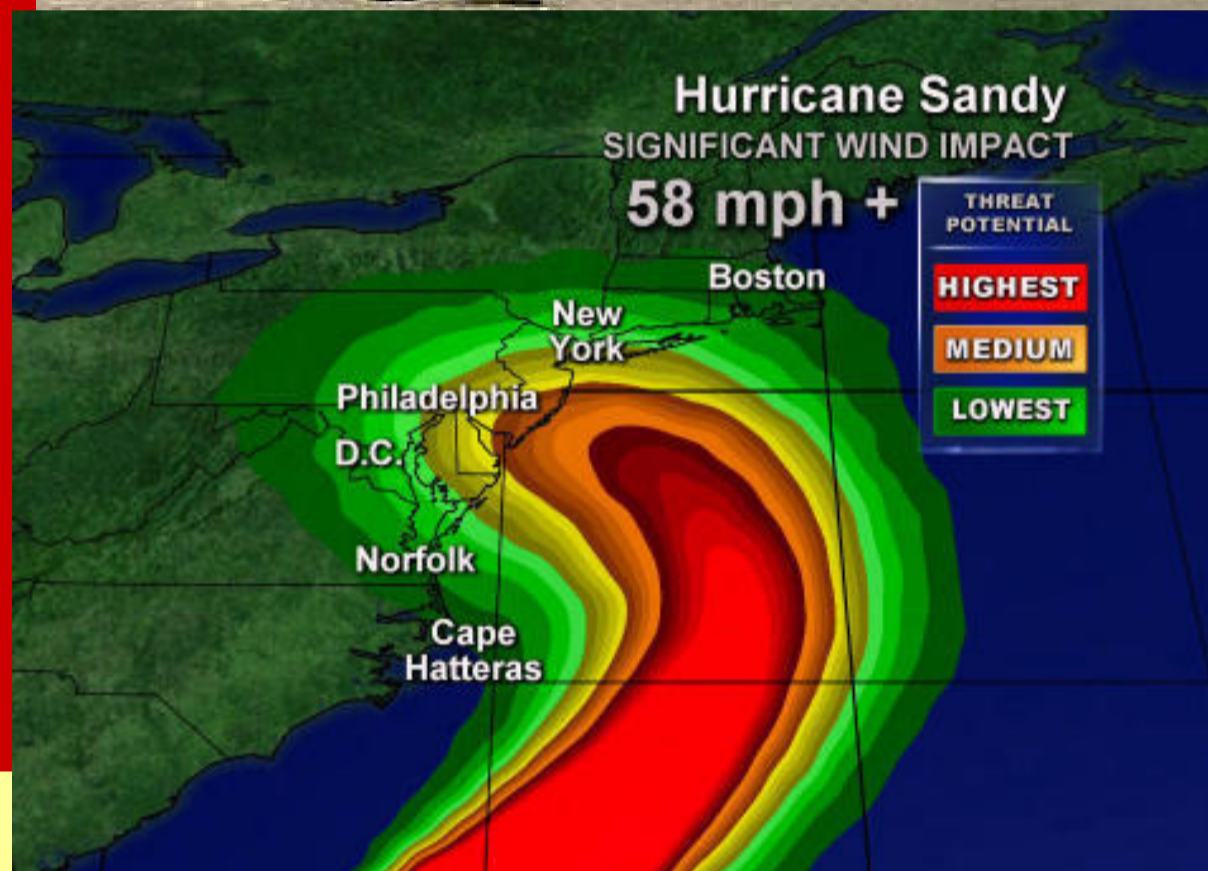 Hurricane Sandy
SIGNIFICANT WIND IMPACT
58 mph +
THREAT
POTENTIAL
HIGHEST
MEDIUM
LOWEST
Boston
New
York
Philadelphia
D.C.
Norfolk
Cape
Hatteras